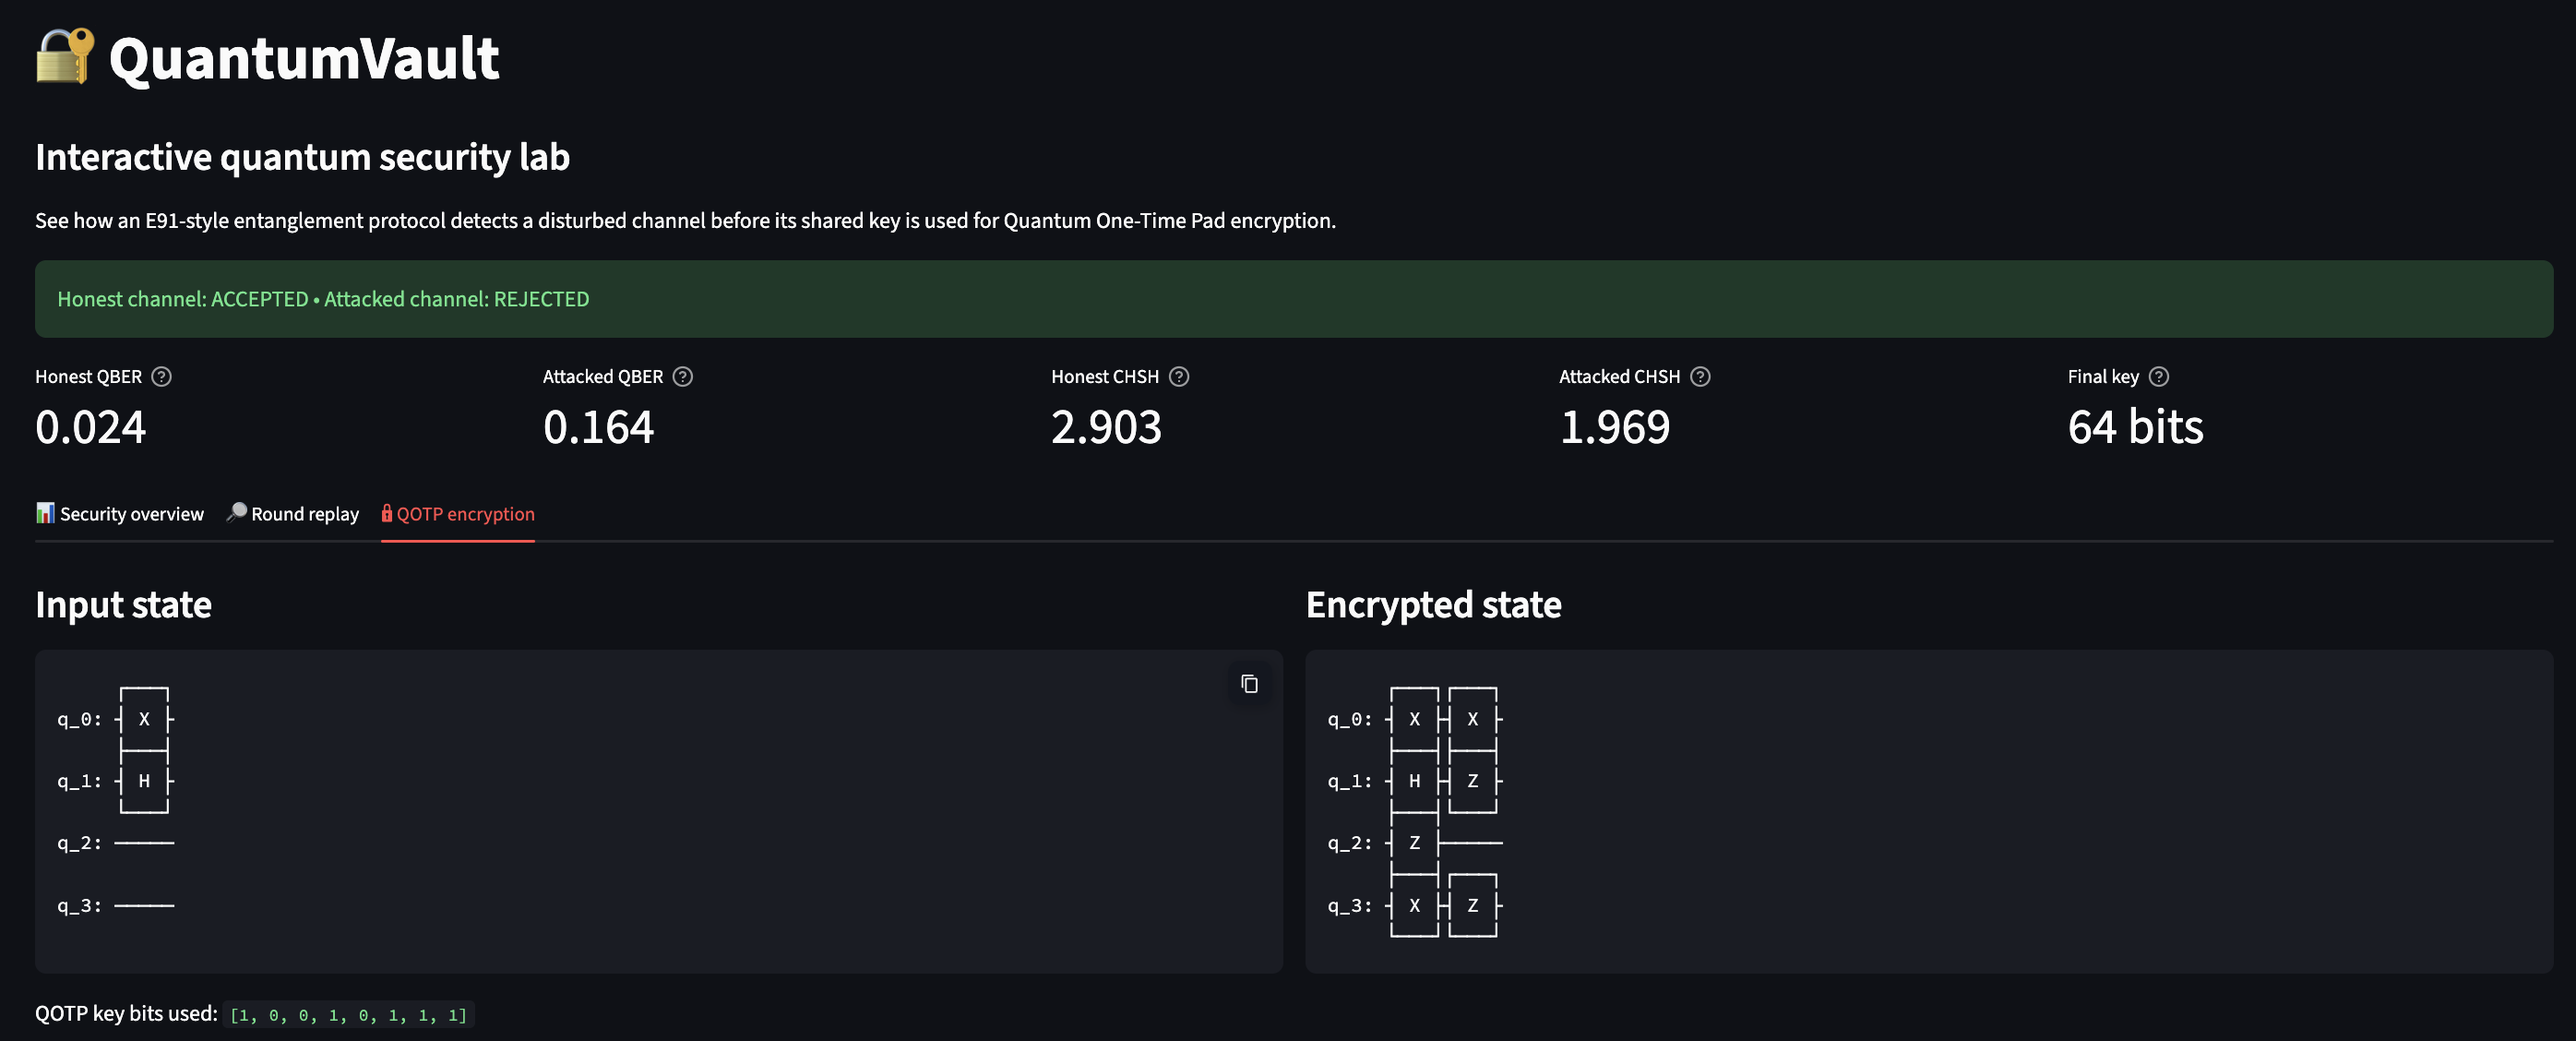 QuantumVault
Interactive quantum security lab
See how an E91-style entanglement protocol detects a disturbed channel before its shared key is used for Quantum One-Time Pad encryption.
Honest channel: ACCEPTED • Attacked channel: REJECTED
Honest QBER
0.024
Attacked QBER
0.164
Honest CHSH
2.903
Attacked CHSH
1.969
Final key
64 bits
Security overview
Round replay
QOTP encryption
Input state
q_0: X
q_1: H
q_2:
q_3:
Encrypted state
q_0: X X
q_1: H Z
q_2: Z
q_3: X Z
QOTP key bits used: [1, 0, 0, 1, 0, 1, 1, 1]